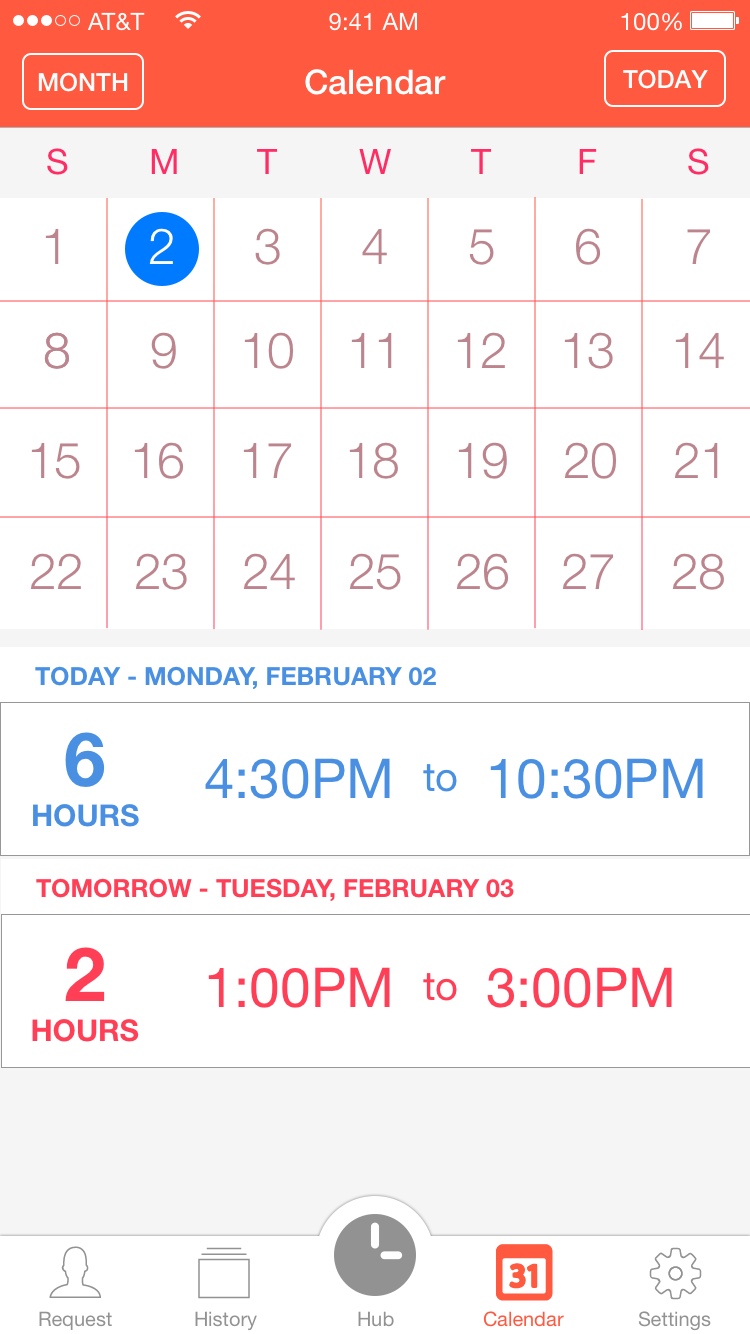 AT&T 9:41 AM 100%
MONTH Calendar TODAY
S M T W T F S
1 2 3 4 5 6 7
8 9 10 11 12 13 14
15 16 17 18 19 20 21
22 23 24 25 26 27 28
TODAY - MONDAY, FEBRUARY 02
6
HOURS
4:30PM to 10:30PM
TOMORROW - TUESDAY, FEBRUARY 03
2
HOURS
1:00PM to 3:00PM
31
Request History Hub Calendar Settings